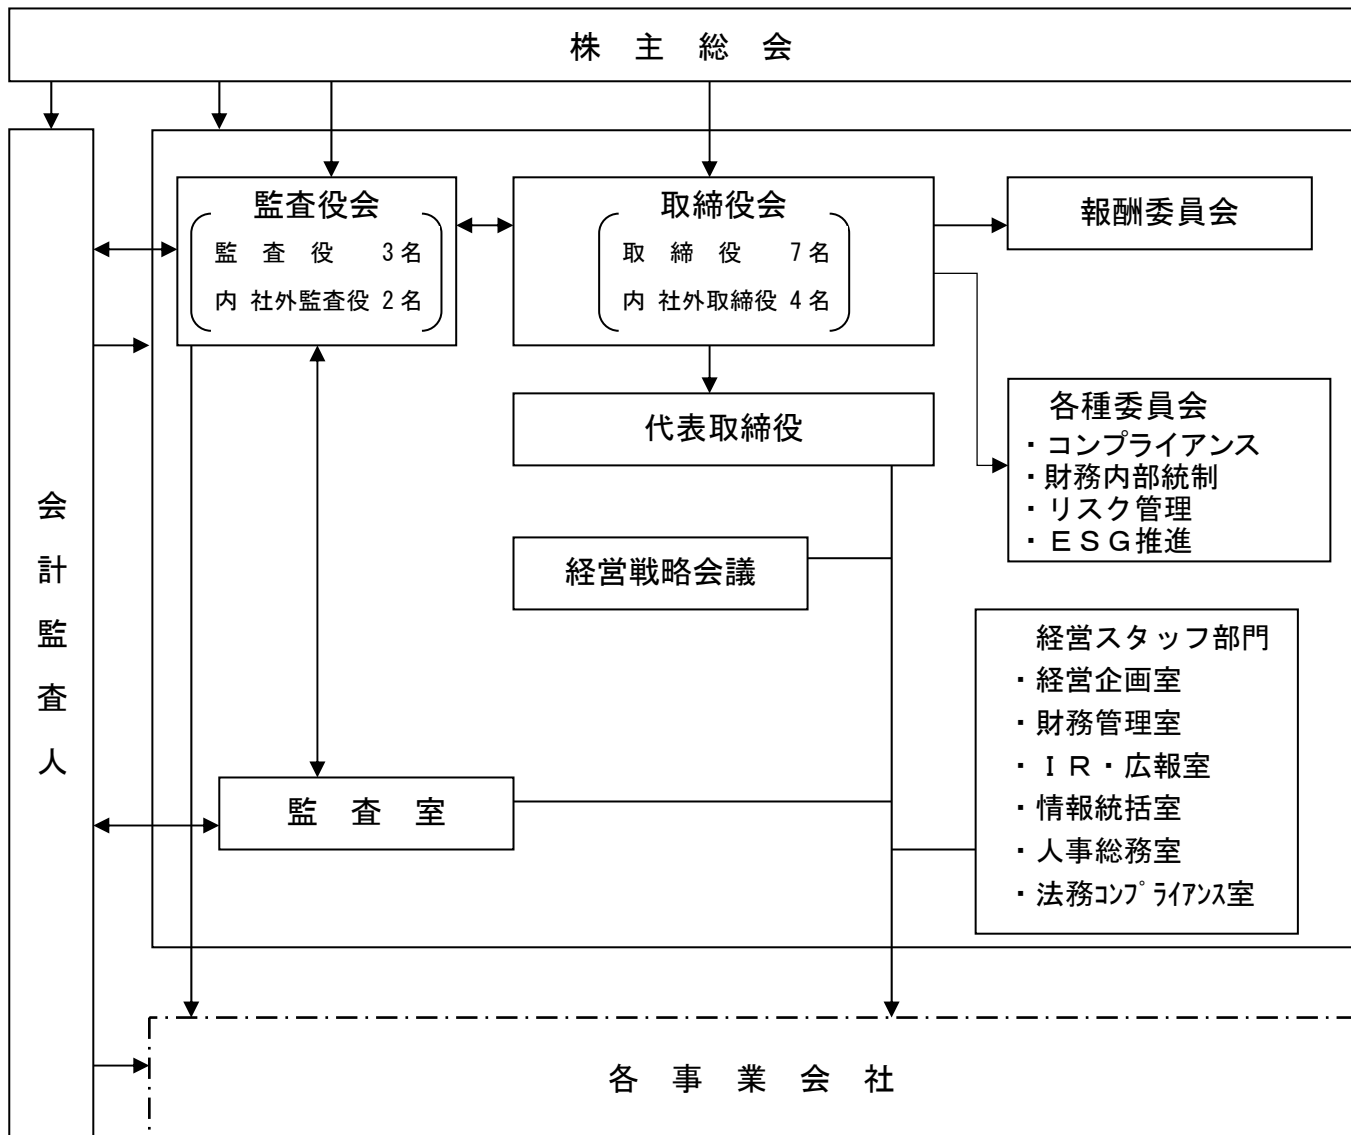 株 主 総 会
会計監査人
監査役会
監 査 役 3名
内 社外監査役 2名
取締役会
取 締 役 7名
内 社外取締役 4名
報酬委員会
代表取締役
各種委員会
・コンプライアンス
・財務内部統制
・リスク管理
・ESG推進
経営戦略会議
経営スタッフ部門
・経営企画室
・財務管理室
・IR・広報室
・情報統括室
・人事総務室
・法務コンプライアンス室
監 査 室
各 事 業 会 社